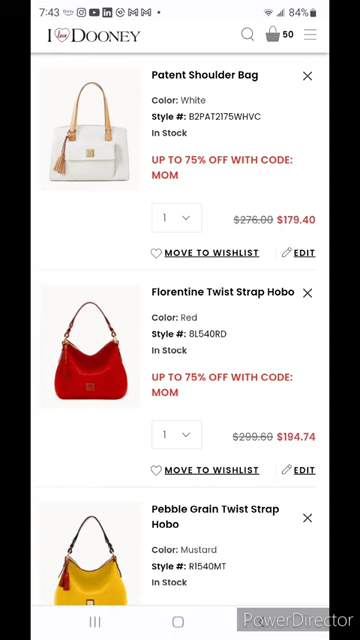 7:43
84%
I love DOONEY
50
Patent Shoulder Bag
Color: White
Style #: B2PAT2175WHVC
In Stock
UP TO 75% OFF WITH CODE:
MOM
1
$276.00 $179.40
MOVE TO WISHLIST
EDIT
Florentine Twist Strap Hobo
Color: Red
Style #: 8L540RD
In Stock
UP TO 75% OFF WITH CODE:
MOM
1
$299.60 $194.74
MOVE TO WISHLIST
EDIT
Pebble Grain Twist Strap
Hobo
Color: Mustard
Style #: R1540MT
In Stock
PowerDirector